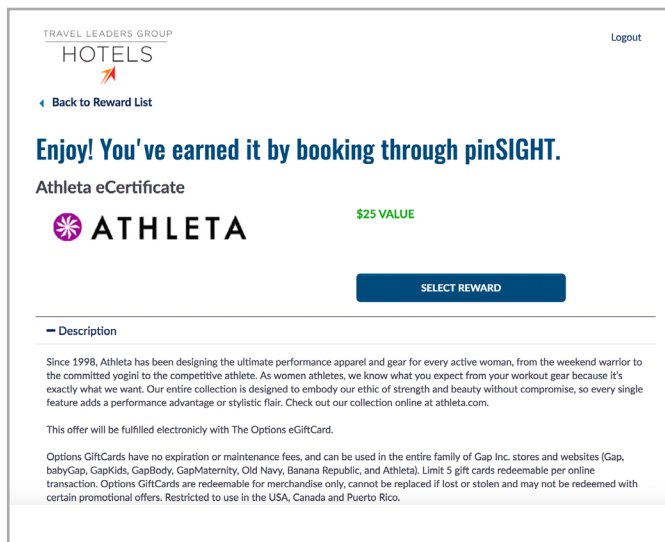 TRAVEL LEADERS GROUP
HOTELS
Logout
Back to Reward List
Enjoy! You've earned it by booking through pinSIGHT.
Athleta eCertificate
ATHLETA
$25 VALUE
SELECT REWARD
Description
Since 1998, Athleta has been designing the ultimate performance apparel and gear for every active woman, from the weekend warrior to
the committed yogini to the competitive athlete. As women athletes, we know what you expect from your workout gear because it's
exactly what we want. Our entire collection is designed to embody our ethic of strength and beauty without compromise, so every single
feature adds a performance advantage or stylistic flair. Check out our collection online at athleta.com.
This offer will be fulfilled electronicly with The Options eGiftCard.
Options GiftCards have no expiration or maintenance fees, and can be used in the entire family of Gap Inc. stores and websites (Gap,
babyGap, GapKids, GapBody, GapMaternity, Old Navy, Banana Republic, and Athleta). Limit 5 gift cards redeemable per online
transaction. Options GiftCards are redeemable for merchandise only, cannot be replaced if lost or stolen and may not be redeemed with
certain promotional offers. Restricted to use in the USA, Canada and Puerto Rico.